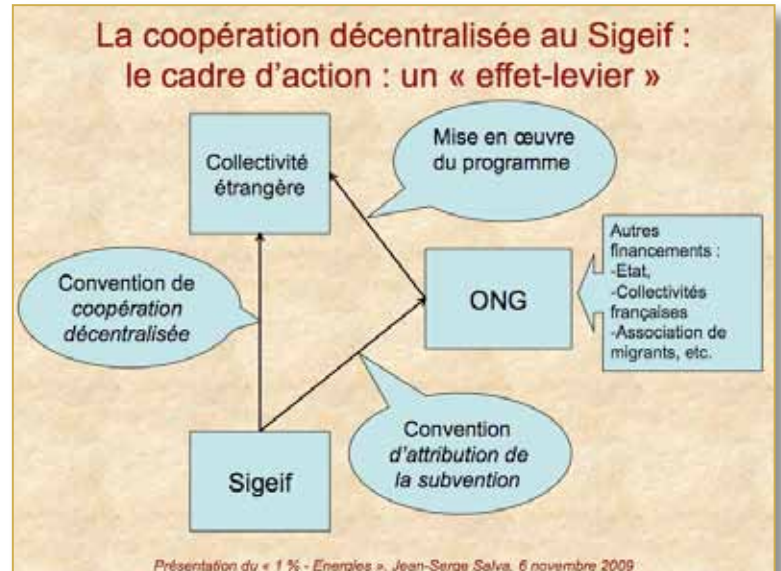 La coopération décentralisée au Sigeif :
le cadre d'action : un « effet-levier »
Collectivité
étrangère
Mise en œuvre
du programme
Convention de
coopération
décentralisée
ONG
Autres
financements :
-Etat,
-Collectivités
françaises
-Association de
migrants, etc.
Sigeif
Convention
d'attribution de
la subvention
Présentation du « 1 % - Energies », Jean-Serge Salva, 6 novembre 2009